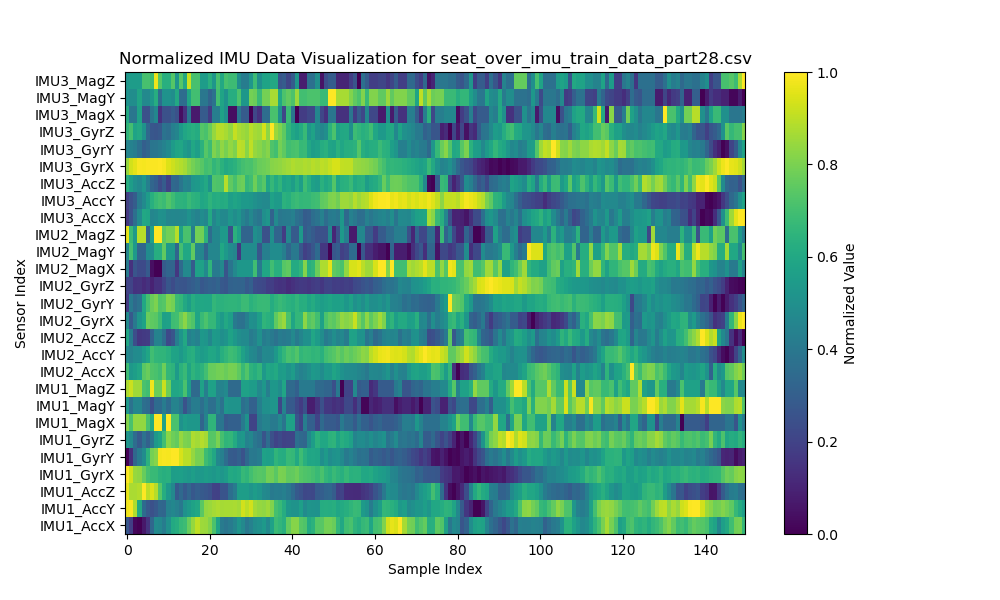 Normalized IMU Data Visualization for seat_over_imu_train_data_part28.csv
IMU3_MagZ
IMU3_MagY
IMU3_MagX
IMU3_GyrZ
IMU3_GyrY
IMU3_GyrX
IMU3_AccZ
IMU3_AccY
IMU3_AccX
IMU2_MagZ
IMU2_MagY
IMU2_MagX
IMU2_GyrZ
IMU2_GyrY
IMU2_GyrX
IMU2_AccZ
IMU2_AccY
IMU2_AccX
IMU1_MagZ
IMU1_MagY
IMU1_MagX
IMU1_GyrZ
IMU1_GyrY
IMU1_GyrX
IMU1_AccZ
IMU1_AccY
IMU1_AccX
Sensor Index
0 20 40 60 80 100 120 140
Sample Index
1.0
0.8
0.6
0.4
0.2
0.0
Normalized Value